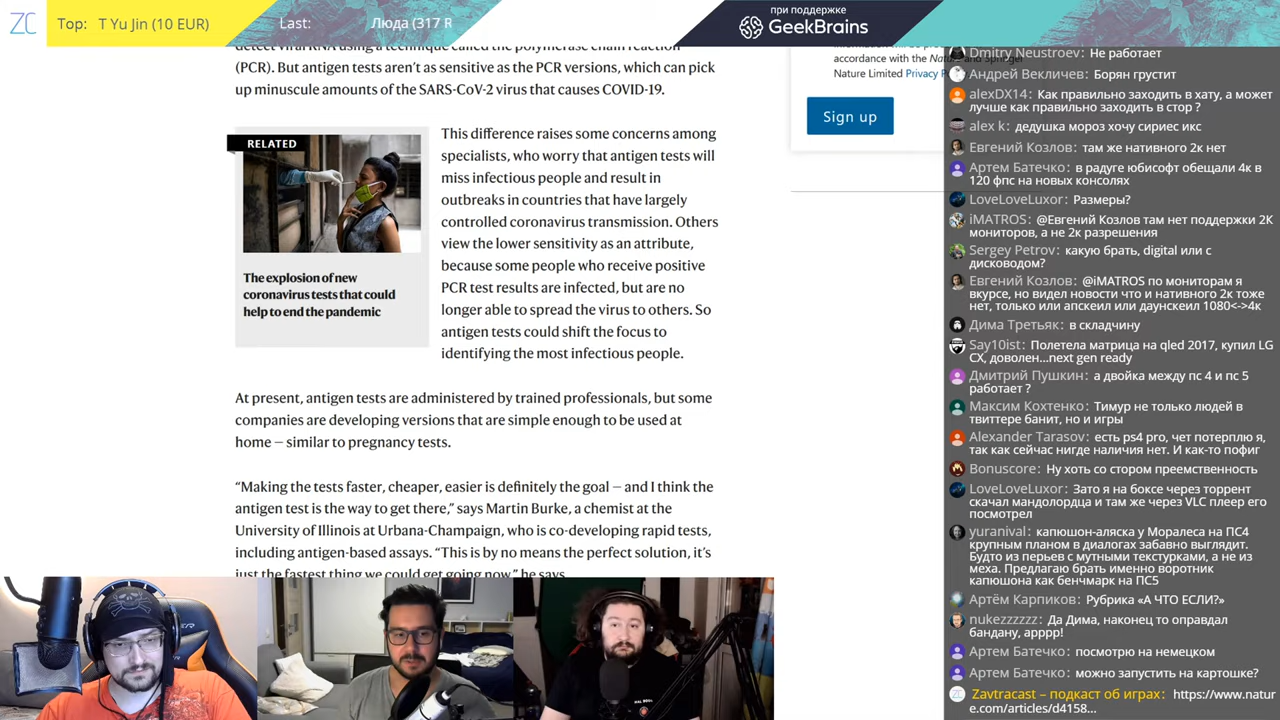 ZC
Top: T Yu Jin (10 EUR)
Last: Люда (317 R
при поддержке
GeekBrains
detect viral RNA using a technique called the polymerase chain reaction
(PCR). But antigen tests aren’t as sensitive as the PCR versions, which can pick
up minuscule amounts of the SARS-CoV-2 virus that causes COVID-19.
RELATED
The explosion of new
coronavirus tests that could
help to end the pandemic
This difference raises some concerns among
specialists, who worry that antigen tests will
miss infectious people and result in
outbreaks in countries that have largely
controlled coronavirus transmission. Others
view the lower sensitivity as an attribute,
because some people who receive positive
PCR test results are infected, but are no
longer able to spread the virus to others. So
antigen tests could shift the focus to
identifying the most infectious people.
At present, antigen tests are administered by trained professionals, but some
companies are developing versions that are simple enough to be used at
home — similar to pregnancy tests.
“Making the tests faster, cheaper, easier is definitely the goal — and I think the
antigen test is the way to get there,” says Martin Burke, a chemist at the
University of Illinois at Urbana-Champaign, who is co-developing rapid tests,
including antigen-based assays. “This is by no means the perfect solution, it’s
just the fastest thing we could get going now,” he says.
accordance with the Nature and Springer
Nature Limited Privacy
Sign up
Dmitry Neustroev: Не работает
Андрей Векличев: Борян грустит
alexDX14: Как правильно заходить в хату, а может
лучше как правильно заходить в стор ?
alex k: дедушка мороз хочу сириес икс
Евгений Козлов: там же нативного 2к нет
Артем Батечко: в радуге юбисофт обещали 4к в
120 фпс на новых консолях
LoveLoveLuxor: Размеры?
iMATROS: @Евгений Козлов там нет поддержки 2К
мониторов, а не 2к разрешения
Sergey Petrov: какую брать, digital или с
дисководом?
Евгений Козлов: @iMATROS по мониторам я
вкурсе, но видел новости что и нативного 2к тоже
нет, только или апскеил или даунскеил 1080<->4к
Дима Третьяк: в складчину
Say10ist: Полетела матрица на qled 2017, купил LG
CX, доволен...next gen ready
Дмитрий Пушкин: а двойка между пс 4 и пс 5
работает ?
Максим Кохтенко: Тимур не только людей в
твиттере банит, но и игры
Alexander Tarasov: есть ps4 pro, чет потерплю я,
так как сейчас нигде наличия нет. И как-то пофиг
Bonuscore: Ну хоть со стором преемственность
LoveLoveLuxor: Зато я на боксе через торрент
скачал мандолордца и там же через VLC плеер его
посмотрел
yuranival: капюшон-аляска у Моралеса на ПС4
крупным планом в диалогах забавно выглядит.
Будто из перьев с мутными текстурками, а не из
меха. Предлагаю брать именно воротник
капюшона как бенчмарк на ПС5
Артём Карпиков: Рубрика «А ЧТО ЕСЛИ?»
nukezzzzzz: Да Дима, наконец то оправдал
бандану, арррр!
Артем Батечко: посмотрю на немецком
Артем Батечко: можно запустить на картошке?
Zavtracast – подкаст об играх: https://www.natur
e.com/articles/d4158...